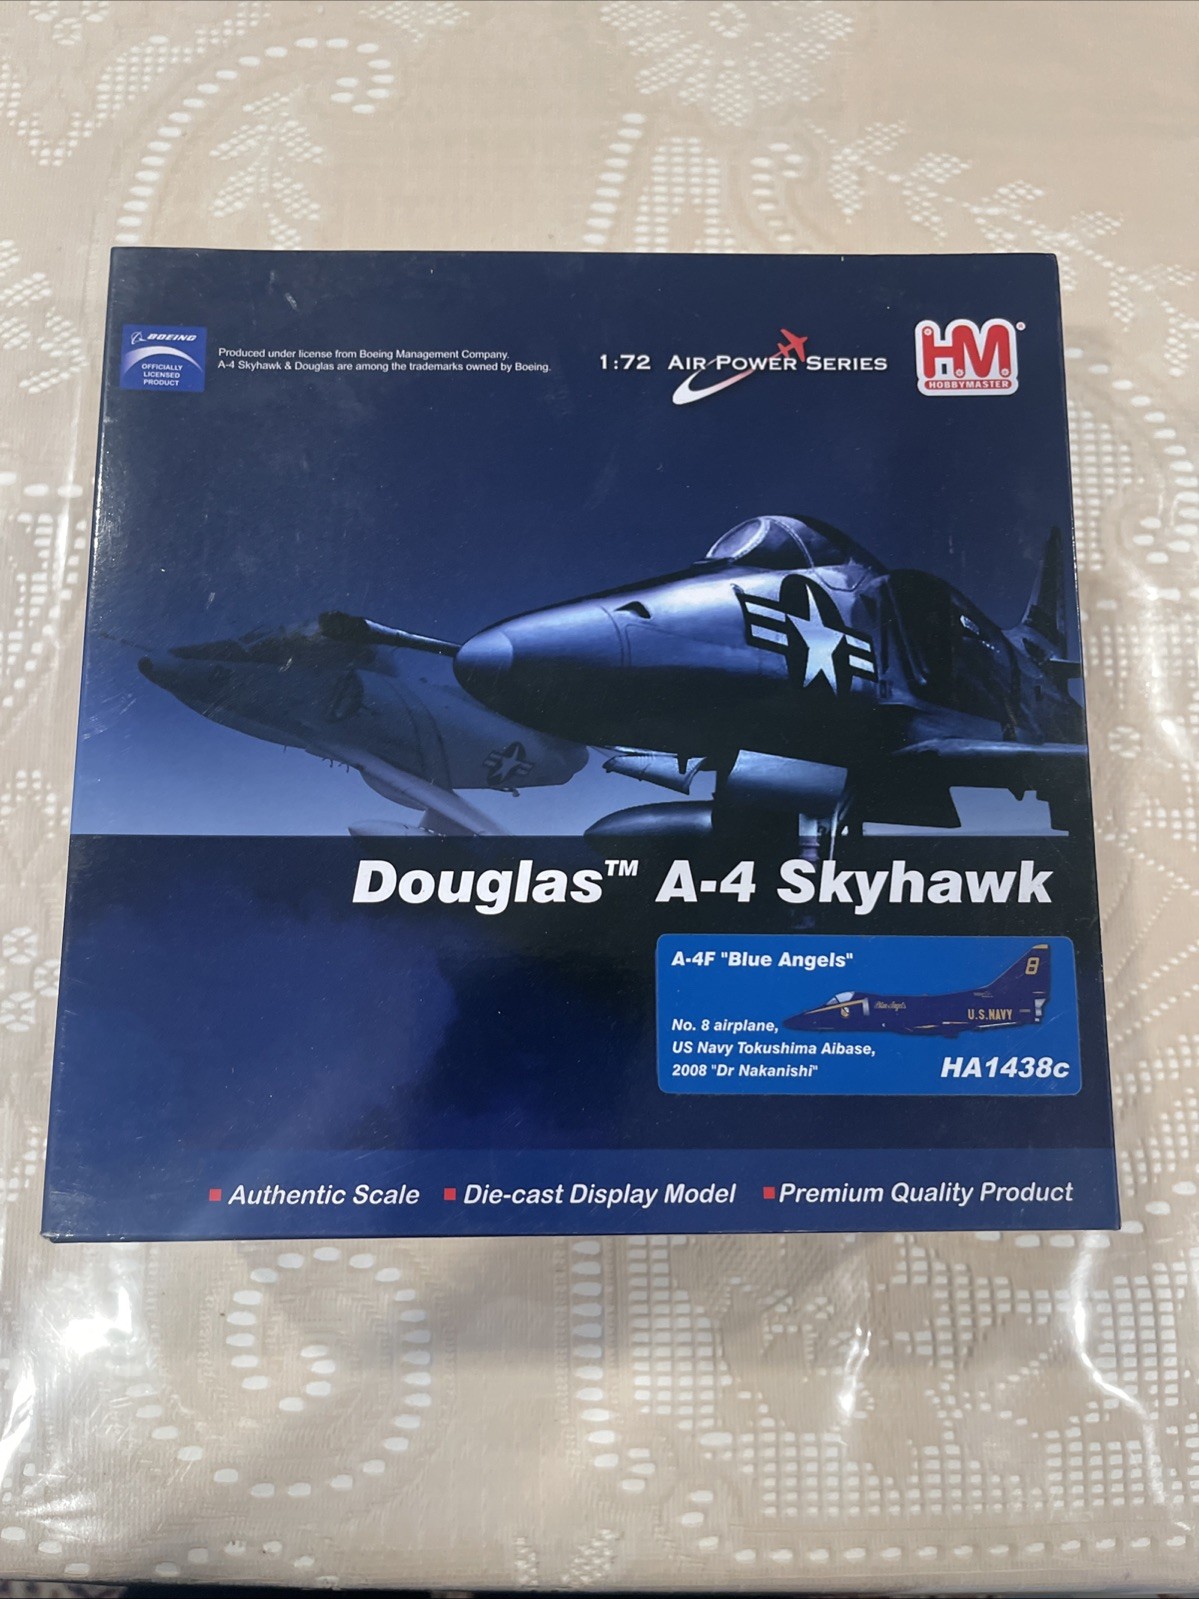 BOEING
OFFICIALLY
LICENSED
PRODUCT
Produced under license from Boeing Management Company.
A-4 Skyhawk & Douglas are among the trademarks owned by Boeing.
1:72 AIR POWER SERIES
HM
HOBBYMASTER
Douglas™ A-4 Skyhawk
A-4F "Blue Angels"
8
Blue Angels
U.S.NAVY
No. 8 airplane,
US Navy Tokushima Aibase,
2008 "Dr Nakanishi"
HA1438c
Authentic Scale
Die-cast Display Model
Premium Quality Product